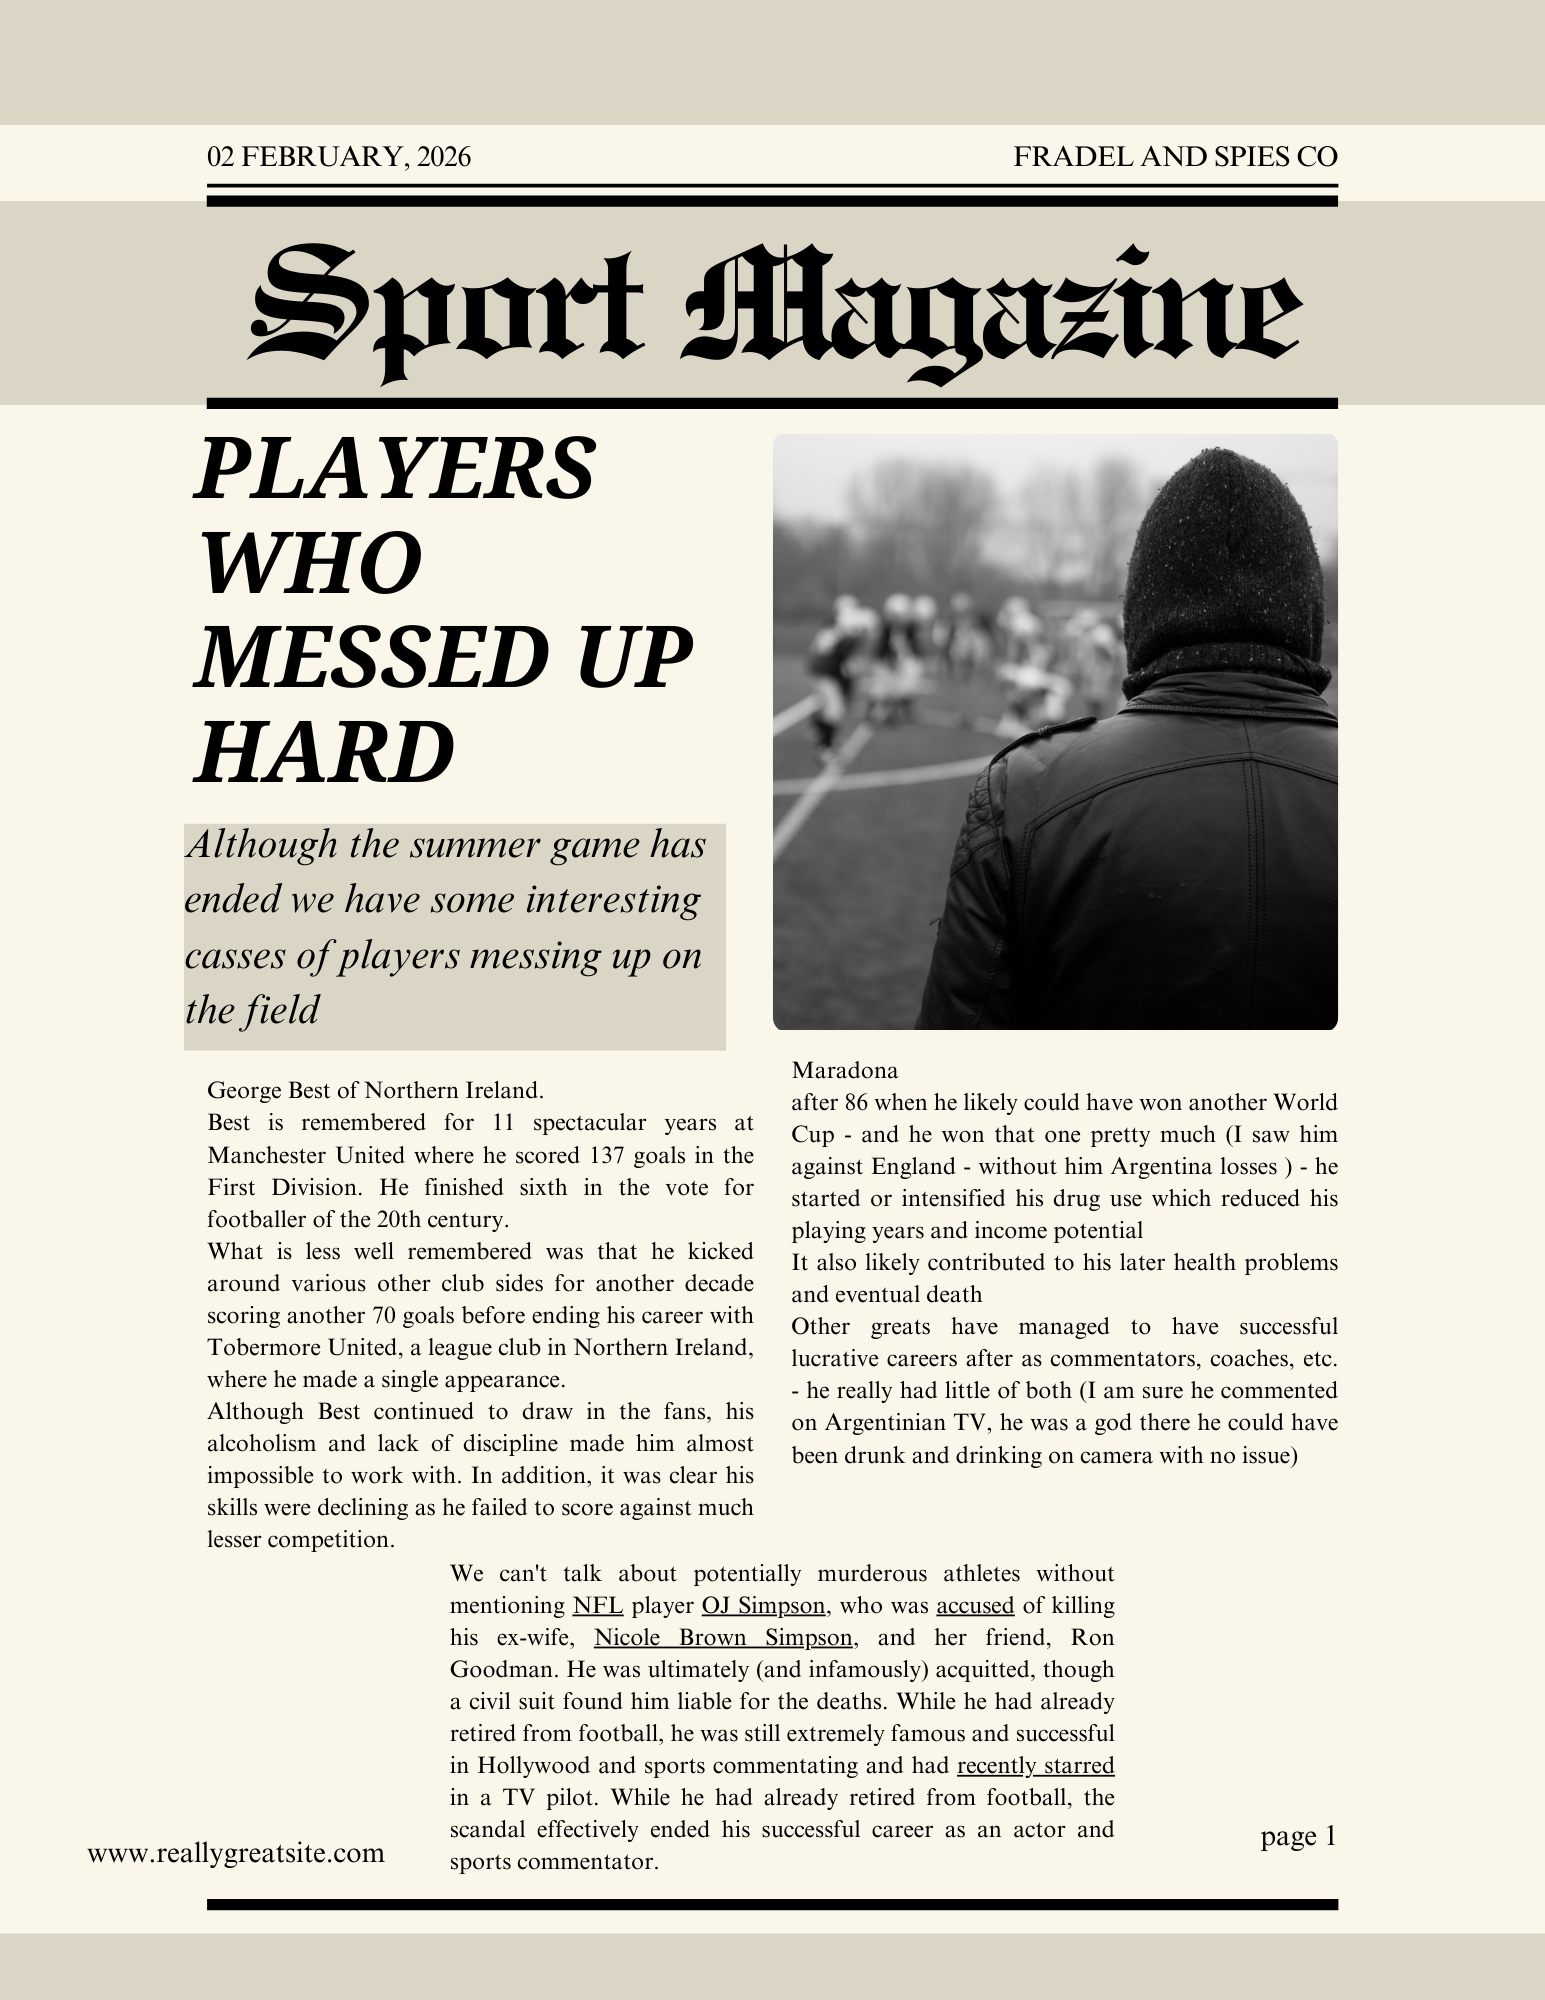 02 FEBRUARY, 2026
FRADEL AND SPIES CO
Sport Magazine
PLAYERS
WHO
MESSED UP
HARD
Although the summer game has
ended we have some interesting
casses of players messing up on
the field
George Best of Northern Ireland.
Best is remembered for 11 spectacular years at
Manchester United where he scored 137 goals in the
First Division. He finished sixth in the vote for
footballer of the 20th century.
What is less well remembered was that he kicked
around various other club sides for another decade
scoring another 70 goals before ending his career with
Tobermore United, a league club in Northern Ireland,
where he made a single appearance.
Although Best continued to draw in the fans, his
alcoholism and lack of discipline made him almost
impossible to work with. In addition, it was clear his
skills were declining as he failed to score against much
lesser competition.
Maradona
after 86 when he likely could have won another World
Cup - and he won that one pretty much (I saw him
against England - without him Argentina losses ) - he
started or intensified his drug use which reduced his
playing years and income potential
It also likely contributed to his later health problems
and eventual death
Other greats have managed to have successful
lucrative careers after as commentators, coaches, etc.
- he really had little of both (I am sure he commented
on Argentinian TV, he was a god there he could have
been drunk and drinking on camera with no issue)
We can't talk about potentially murderous athletes without
mentioning NFL player OJ Simpson, who was accused of killing
his ex-wife, Nicole Brown Simpson, and her friend, Ron
Goodman. He was ultimately (and infamously) acquitted, though
a civil suit found him liable for the deaths. While he had already
retired from football, he was still extremely famous and successful
in Hollywood and sports commentating and had recently starred
in a TV pilot. While he had already retired from football, the
scandal effectively ended his successful career as an actor and
sports commentator.
www.reallygreatsite.com
page 1